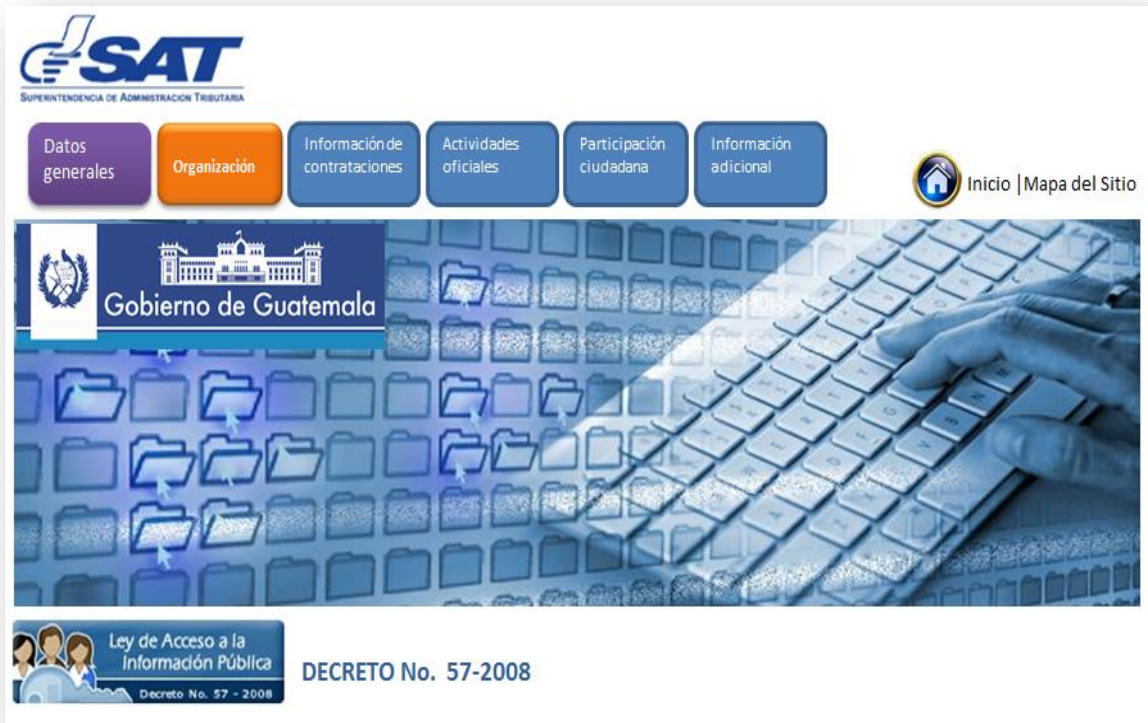 SAT
SUPERINTENDENCIA DE ADMINISTRACIÓN TRIBUTARIA
Datos
generales
Organización
Información de
contrataciones
Actividades
oficiales
Participación
ciudadana
Información
adicional
Inicio |Mapa del Sitio
Gobierno de Guatemala
Ley de Acceso a la
Información Pública
Decreto No. 57 - 2008
DECRETO No. 57-2008